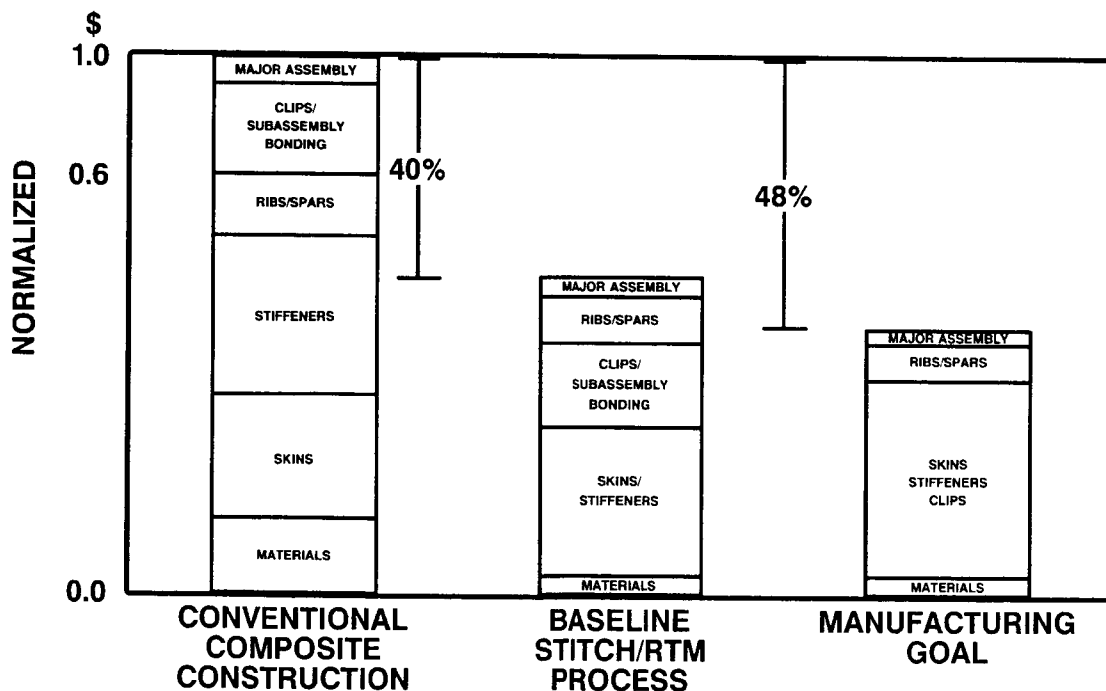 $
1.0
0.6
0.0
NORMALIZED
MAJOR ASSEMBLY
CLIPS/
SUBASSEMBLY
BONDING
RIBS/SPARS
STIFFENERS
SKINS
MATERIALS
40%
MAJOR ASSEMBLY
RIBS/SPARS
CLIPS/
SUBASSEMBLY
BONDING
SKINS/
STIFFENERS
MATERIALS
48%
MAJOR ASSEMBLY
RIBS/SPARS
SKINS
STIFFENERS
CLIPS
MATERIALS
CONVENTIONAL
COMPOSITE
CONSTRUCTION
BASELINE
STITCH/RTM
PROCESS
MANUFACTURING
GOAL